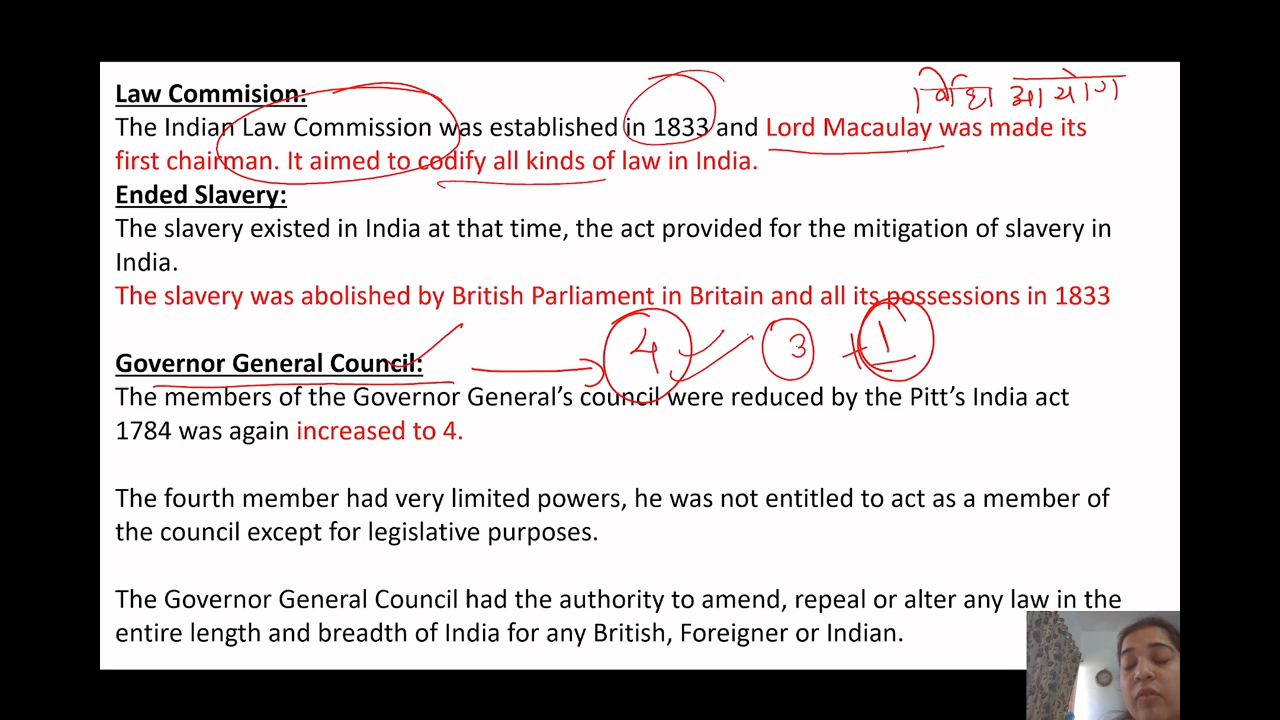 Law Commision:
विधि आयोग
The Indian Law Commission was established in 1833 and Lord Macaulay was made its
first chairman. It aimed to codify all kinds of law in India.
Ended Slavery:
The slavery existed in India at that time, the act provided for the mitigation of slavery in
India.
The slavery was abolished by British Parliament in Britain and all its possessions in 1833
4 3 + 1
Governor General Council:
The members of the Governor General’s council were reduced by the Pitt’s India act
1784 was again increased to 4.
The fourth member had very limited powers, he was not entitled to act as a member of
the council except for legislative purposes.
The Governor General Council had the authority to amend, repeal or alter any law in the
entire length and breadth of India for any British, Foreigner or Indian.